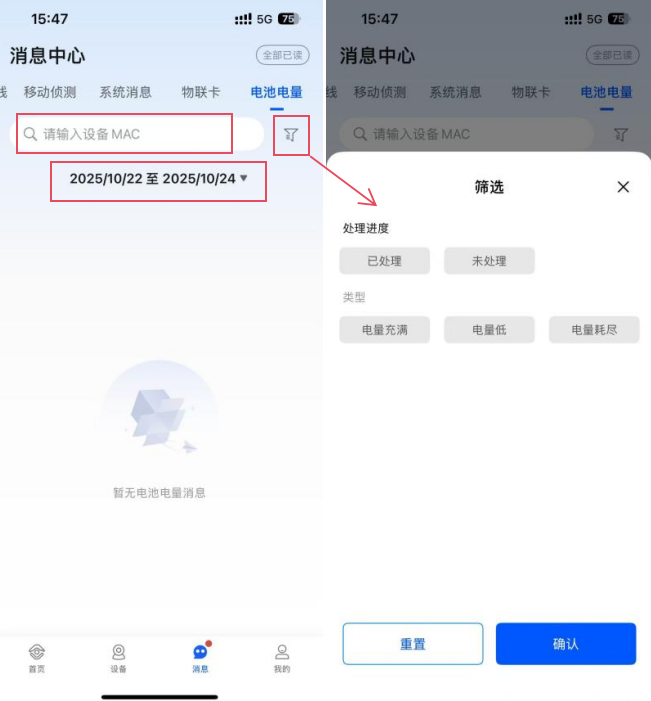 15:47
5G 75
消息中心
全部已读
线 移动侦测 系统消息 物联卡 电池电量
请输入设备 MAC
2025/10/22 至 2025/10/24
暂无电池电量消息
首页 设备 消息 我的
15:47
5G 75
消息中心
全部已读
线 移动侦测 系统消息 物联卡 电池电量
请输入设备 MAC
筛选
处理进度
已处理 未处理
类型
电量充满 电量低 电量耗尽
重置 确认